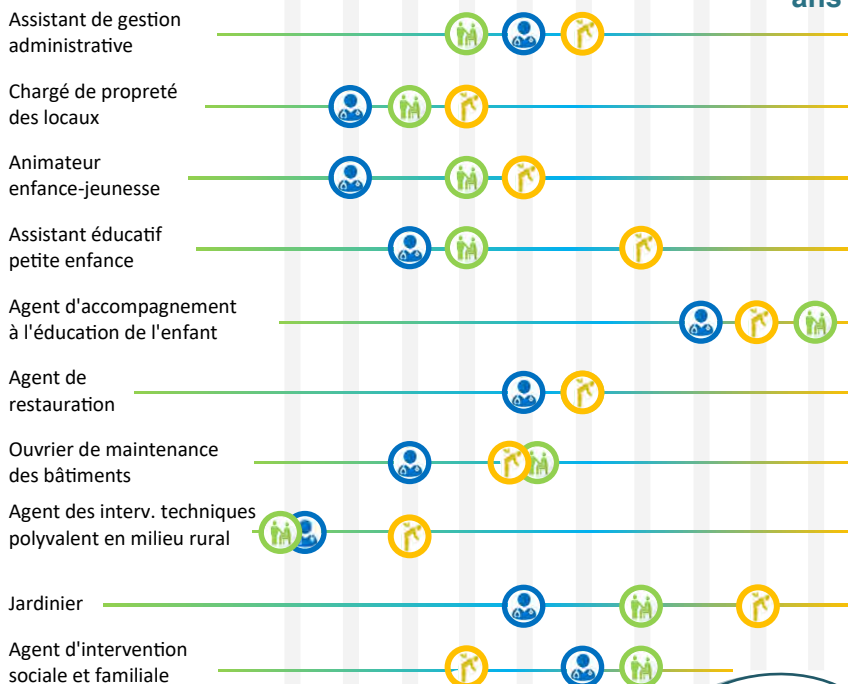 ans
Assistant de gestion
administrative
Chargé de propreté
des locaux
Animateur
enfance-jeunesse
Assistant éducatif
petite enfance
Agent d'accompagnement
à l'éducation de l'enfant
Agent de
restauration
Ouvrier de maintenance
des bâtiments
Agent des interv. techniques
polyvalent en milieu rural
Jardinier
Agent d'intervention
sociale et familiale